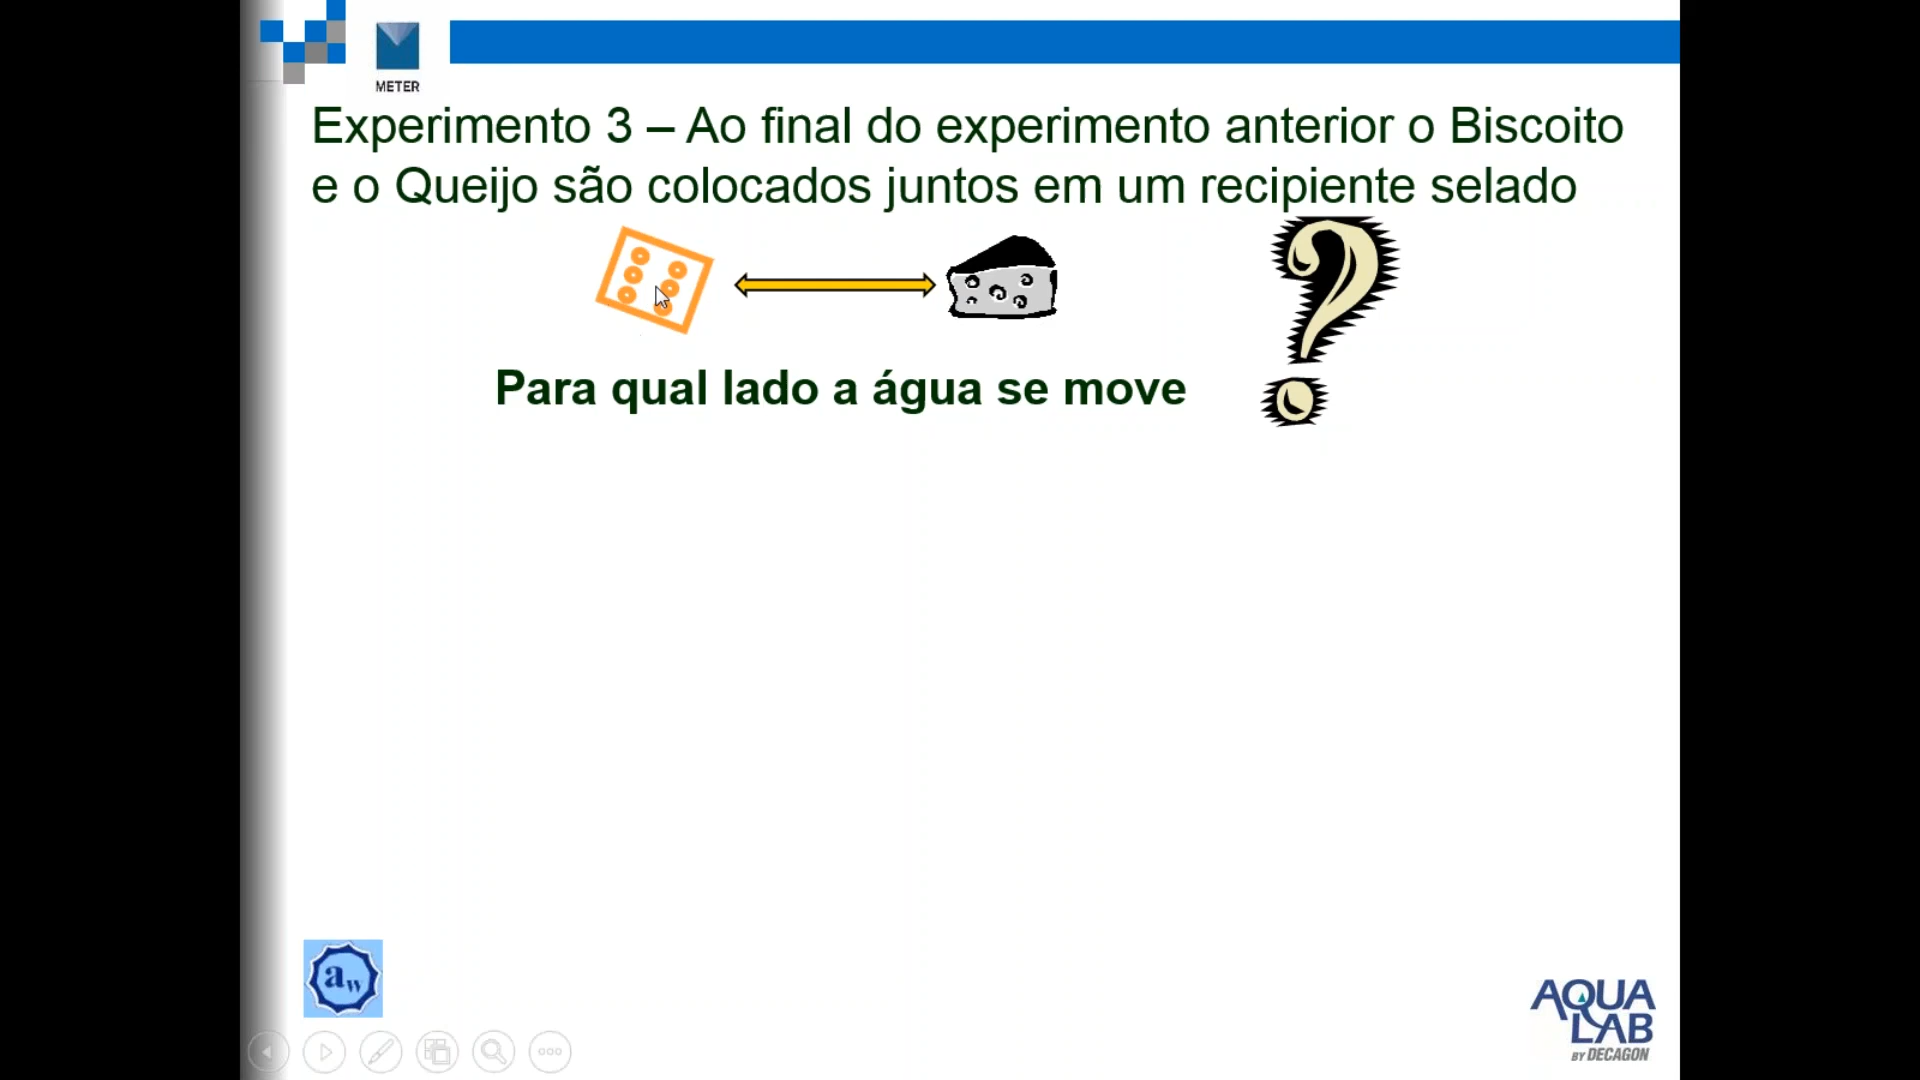 METER
Experimento 3 – Ao final do experimento anterior o Biscoito
e o Queijo são colocados juntos em um recipiente selado
?
Para qual lado a água se move
aw
AQUA
LAB
BY DECAGON